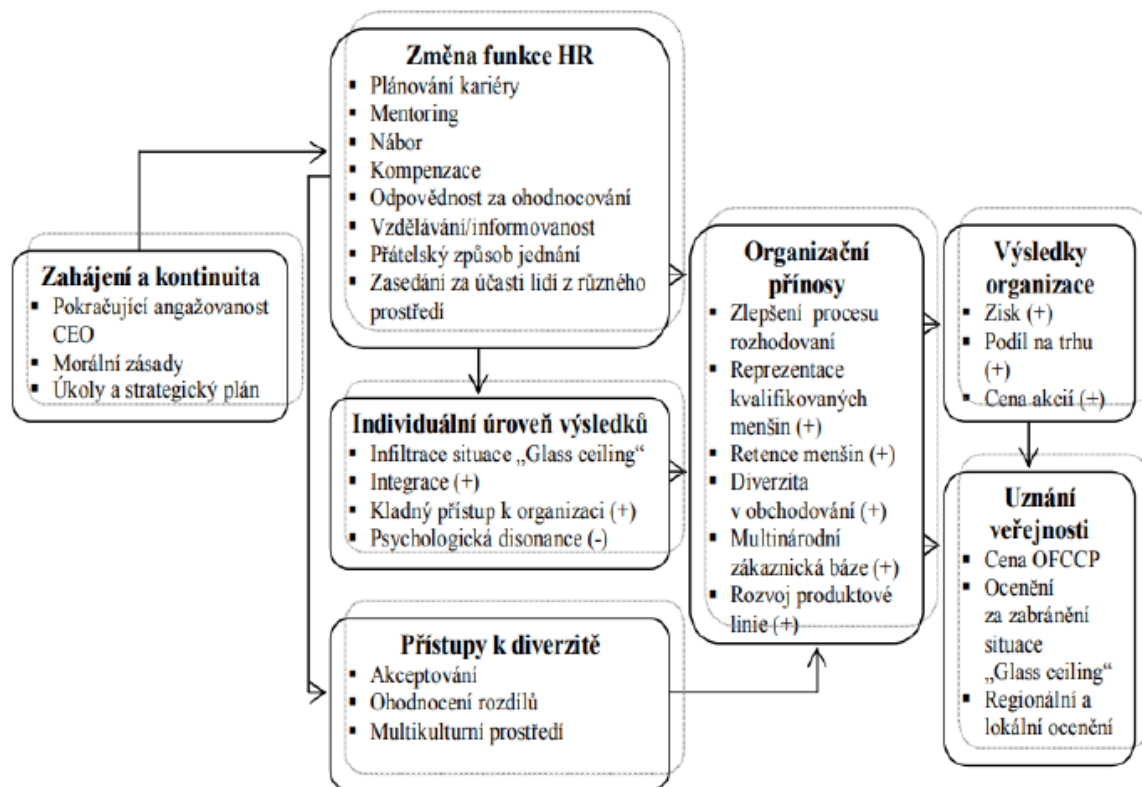 Změna funkce HR
▪ Plánování kariéry
▪ Mentoring
▪ Nábor
▪ Kompenzace
▪ Odpovědnost za ohodnocování
▪ Vzdělávání/informovanost
▪ Přátelský způsob jednání
▪ Zasedání za účasti lidí z různého
prostředí
Zahájení a kontinuita
▪ Pokračující angažovanost
CEO
▪ Morální zásady
▪ Úkoly a strategický plán
Individuální úroveň výsledků
▪ Infiltrace situace „Glass ceiling“
▪ Integrace (+)
▪ Kladný přístup k organizaci (+)
▪ Psychologická disonance (-)
Přístupy k diverzitě
▪ Akceptování
▪ Ohodnocení rozdílů
▪ Multikulturní prostředí
Organizační
přínosy
▪ Zlepšení procesu
rozhodovaní
▪ Reprezentace
kvalifikovaných
menšin (+)
▪ Retence menšin (+)
▪ Diverzita
v obchodování (+)
▪ Multinárodní
zákaznická báze (+)
▪ Rozvoj produktové
linie (+)
Výsledky
organizace
▪ Zisk (+)
▪ Podíl na trhu
(+)
▪ Cena akcií (+)
Uznání
veřejnosti
▪ Cena OFCCP
▪ Ocenění
za zabránění
situace
„Glass ceiling“
▪ Regionální a
lokální ocenění